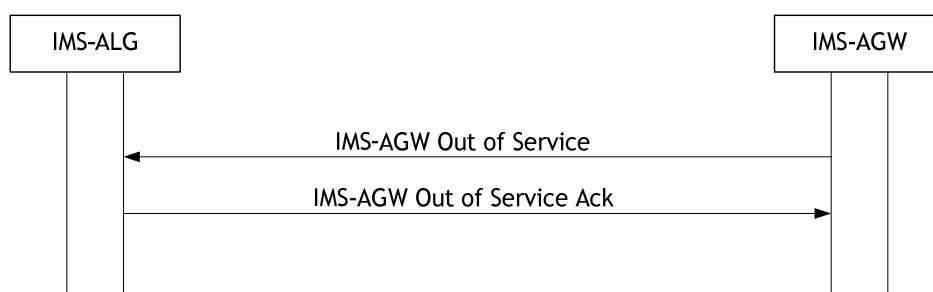 IMS-ALG
IMS-AGW
IMS-AGW Out of Service
IMS-AGW Out of Service Ack